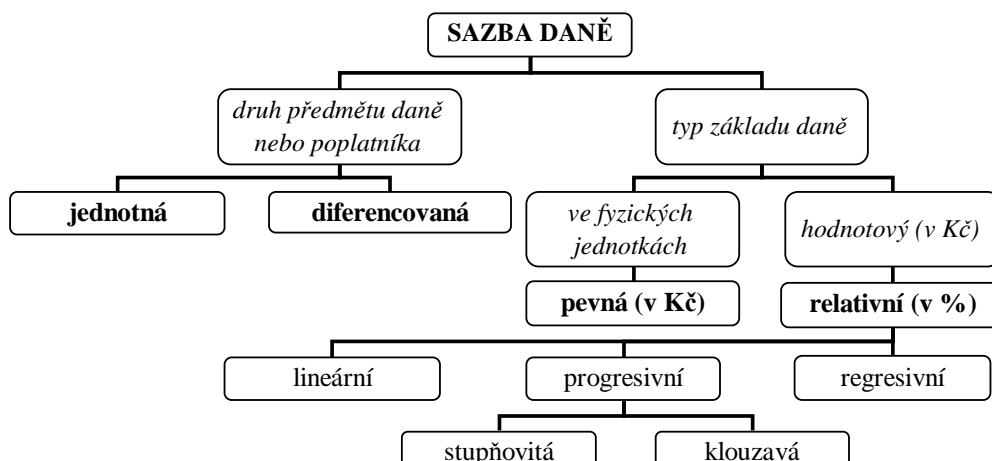 SAZBA DANĚ
druh předmětu daně
nebo poplatníka
typ základu daně
jednotná
diferencovaná
ve fyzických
jednotkách
hodnotový (v Kč)
pevná (v Kč)
relativní (v %)
lineární
progresivní
regresivní
stupňovitá
klouzavá